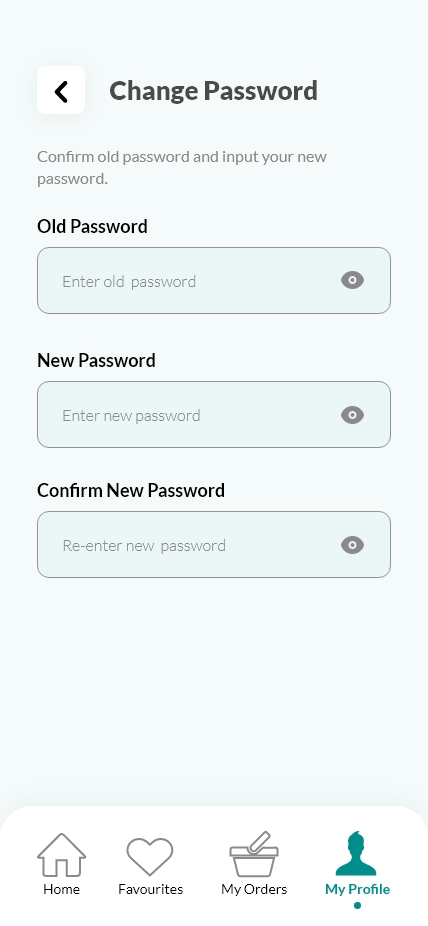 Change Password
Confirm old password and input your new
password.
Old Password
Enter old  password
New Password
Enter new password
Confirm New Password
Re-enter new  password
Home
Favourites
My Orders
My Profile